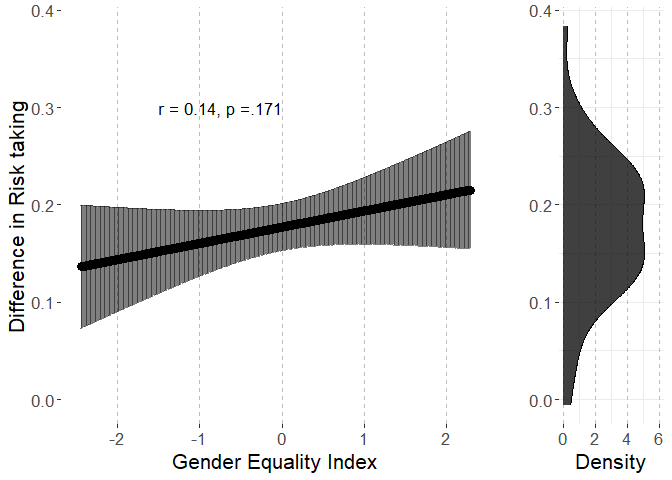 0.4
0.3
0.2
0.1
0.0
Difference in Risk taking
r = 0.14, p =.171
-2 -1 0 1 2
Gender Equality Index
0.4
0.3
0.2
0.1
0.0
0 2 4 6
Density